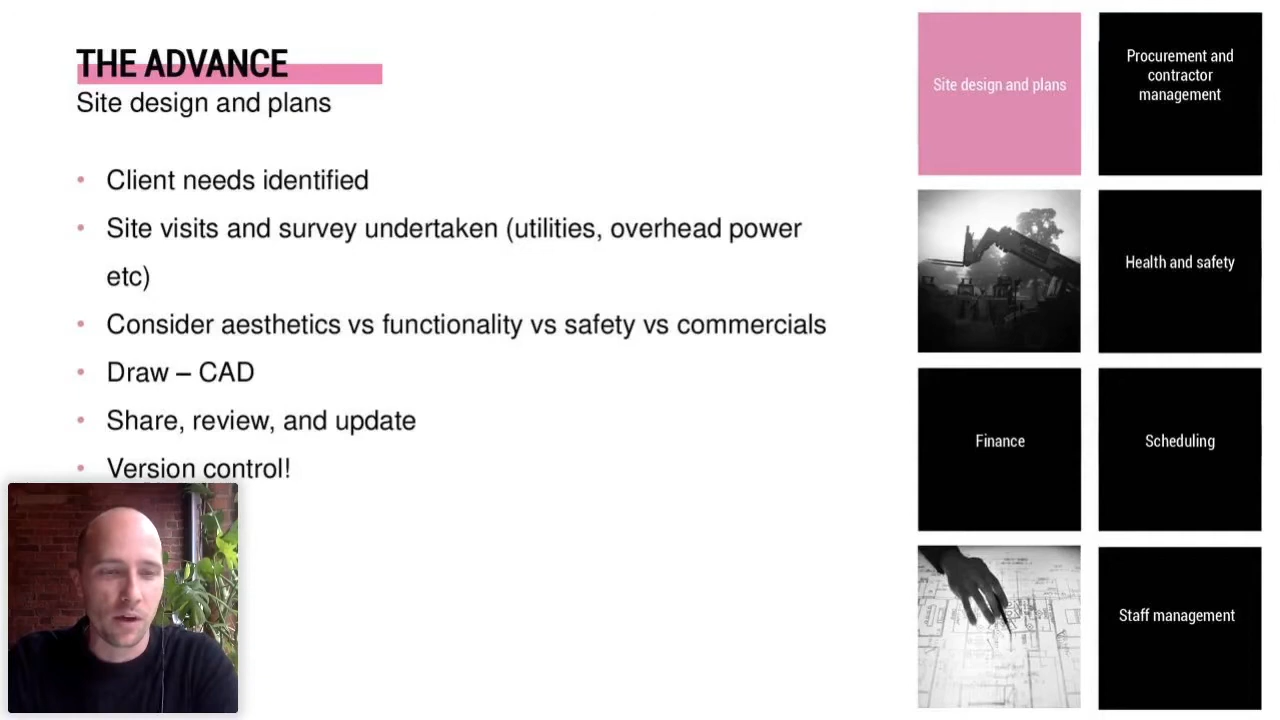 THE ADVANCE
Site design and plans
• Client needs identified
• Site visits and survey undertaken (utilities, overhead power
etc)
• Consider aesthetics vs functionality vs safety vs commercials
• Draw – CAD
• Share, review, and update
• Version control!
Site design and plans
Procurement and
contractor
management
Health and safety
Finance
Scheduling
Staff management